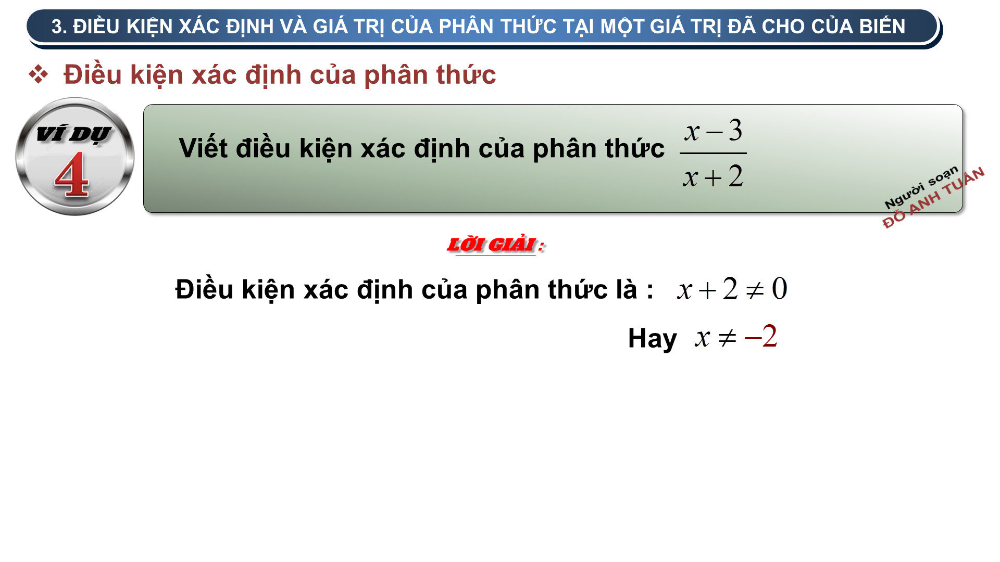 3. ĐIỀU KIỆN XÁC ĐỊNH VÀ GIÁ TRỊ CỦA PHÂN THỨC TẠI MỘT GIÁ TRỊ ĐÃ CHO CỦA BIẾN
❖ Điều kiện xác định của phân thức
VÍ DỤ
4
Viết điều kiện xác định của phân thức
x − 3
x + 2
Người soạn
ĐỖ ANH TUẤN
LỜI GIẢI :
Điều kiện xác định của phân thức là : x + 2 ≠ 0
Hay x ≠ −2